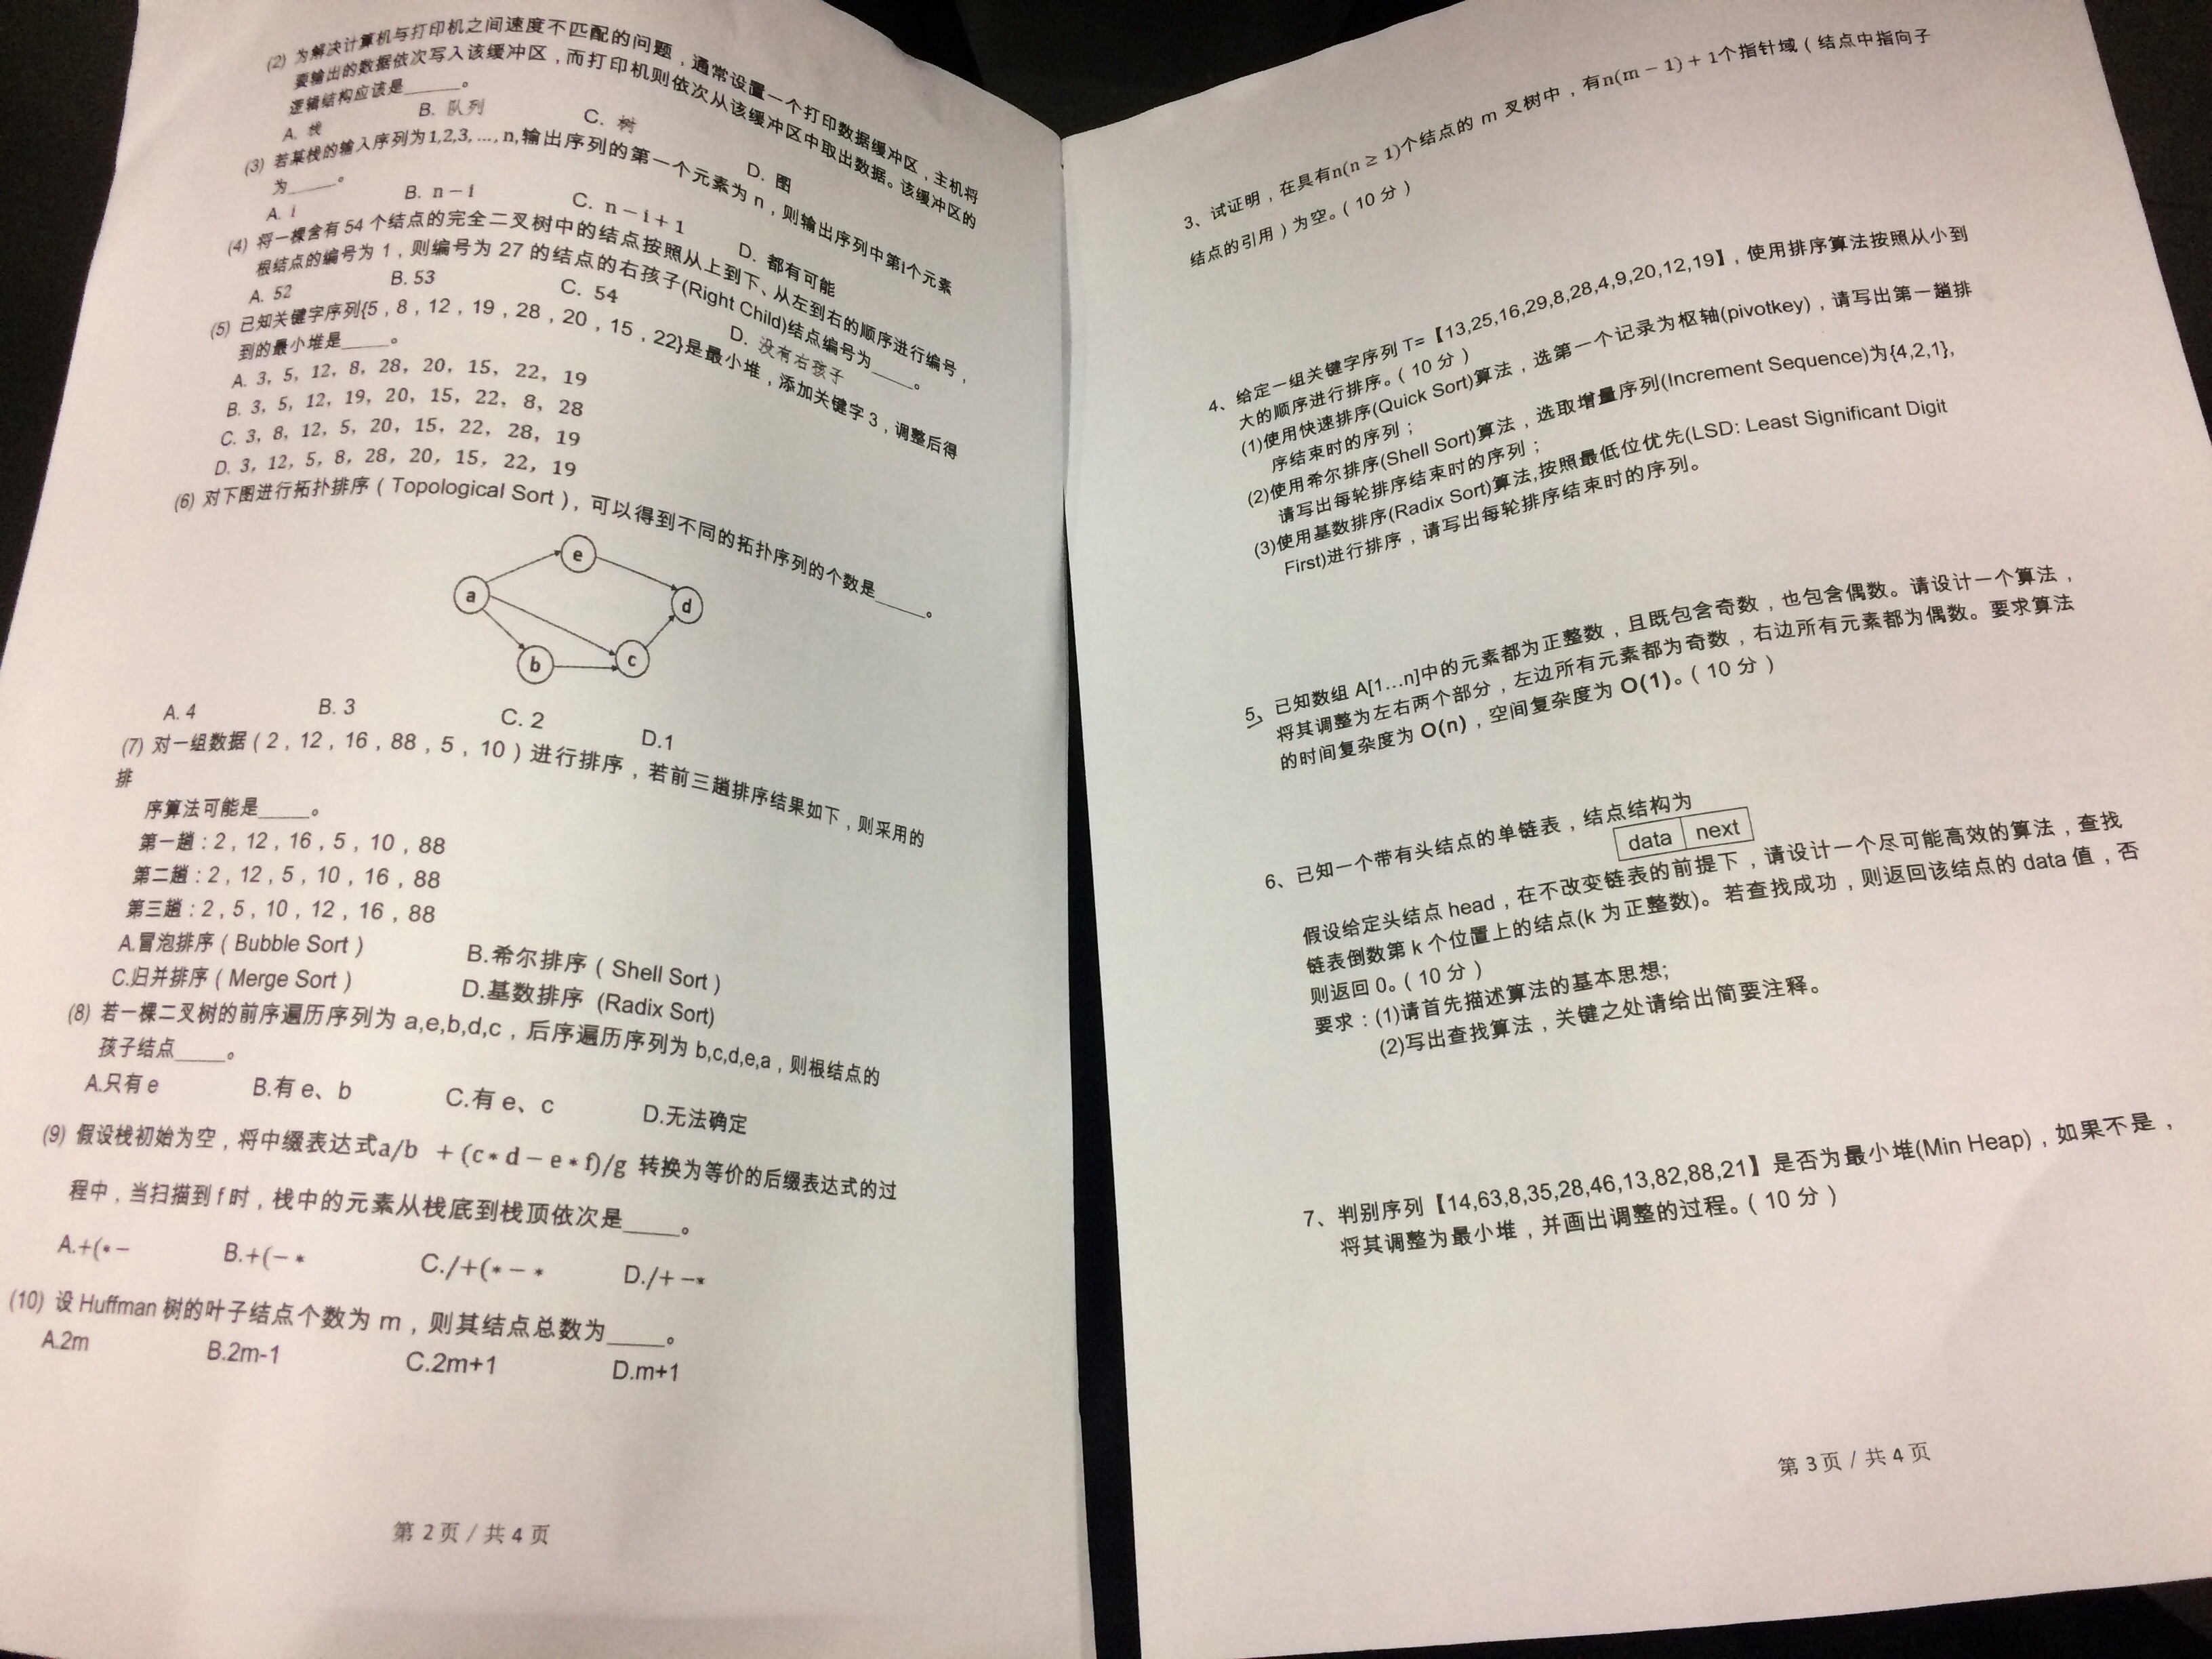 (2) 为解决计算机与打印机之间速度不匹配的问题，通常设置一个打印数据缓冲区，主机将
要输出的数据依次写入该缓冲区，而打印机则依次从该缓冲区中取出数据。该缓冲区的
逻辑结构应该是_____。
A. 栈 B. 队列 C. 树 D. 图
(3) 若某栈的输入序列为1,2,3, ..., n,输出序列的第一个元素为 n，则输出序列中第i个元素
为_____。
A. i B. n − i C. n − i + 1 D. 都有可能
(4) 将一棵含有 54 个结点的完全二叉树中的结点按照从上到下、从左到右的顺序进行编号，
根结点的编号为 1，则编号为 27 的结点的右孩子(Right Child)结点编号为_____。
A. 52 B. 53 C. 54 D. 没有右孩子
(5) 已知关键字序列{5，8，12，19，28，20，15，22}是最小堆，添加关键字 3，调整后得
到的最小堆是_____。
A. 3，5，12，8，28，20，15，22，19
B. 3，5，12，19，20，15，22，8，28
C. 3，8，12，5，20，15，22，28，19
D. 3，12，5，8，28，20，15，22，19
(6) 对下图进行拓扑排序（Topological Sort），可以得到不同的拓扑序列的个数是_____。
e
a
d
b
c
A. 4 B. 3 C. 2 D.1
(7) 对一组数据（2，12，16，88，5，10）进行排序，若前三趟排序结果如下，则采用的
排
序算法可能是_____。
第一趟：2，12，16，5，10，88
第二趟：2，12，5，10，16，88
第三趟：2，5，10，12，16，88
A.冒泡排序（Bubble Sort） B.希尔排序（Shell Sort）
C.归并排序（Merge Sort） D.基数排序 (Radix Sort)
(8) 若一棵二叉树的前序遍历序列为 a,e,b,d,c，后序遍历序列为 b,c,d,e,a，则根结点的
孩子结点_____。
A.只有 e B.有 e、b C.有 e、c D.无法确定
(9) 假设栈初始为空，将中缀表达式a/b + (c∗d − e∗f)/g 转换为等价的后缀表达式的过
程中，当扫描到 f 时，栈中的元素从栈底到栈顶依次是_____。
A.+(∗− B.+(−∗ C./+(∗−∗ D./+−∗
(10) 设 Huffman 树的叶子结点个数为 m，则其结点总数为_____。
A.2m B.2m-1 C.2m+1 D.m+1
第 2 页 / 共 4 页
3、试证明，在具有n(n ≥ 1)个结点的 m 叉树中，有n(m − 1) + 1个指针域（结点中指向子
结点的引用）为空。（10 分）
4、给定一组关键字序列 T=【13,25,16,29,8,28,4,9,20,12,19】，使用排序算法按照从小到
大的顺序进行排序。（10 分）
(1)使用快速排序(Quick Sort)算法，选第一个记录为枢轴(pivotkey)，请写出第一趟排
序结束时的序列；
(2)使用希尔排序(Shell Sort)算法，选取增量序列(Increment Sequence)为{4,2,1},
请写出每轮排序结束时的序列；
(3)使用基数排序(Radix Sort)算法,按照最低位优先(LSD: Least Significant Digit
First)进行排序，请写出每轮排序结束时的序列。
5、已知数组 A[1…n]中的元素都为正整数，且既包含奇数，也包含偶数。请设计一个算法，
将其调整为左右两个部分，左边所有元素都为奇数，右边所有元素都为偶数。要求算法
的时间复杂度为 O(n)，空间复杂度为 O(1)。（10 分）
6、已知一个带有头结点的单链表，结点结构为
data next
假设给定头结点 head，在不改变链表的前提下，请设计一个尽可能高效的算法，查找
链表倒数第 k 个位置上的结点(k 为正整数)。若查找成功，则返回该结点的 data 值，否
则返回 0。（10 分）
要求：(1)请首先描述算法的基本思想;
(2)写出查找算法，关键之处请给出简要注释。
7、判别序列【14,63,8,35,28,46,13,82,88,21】是否为最小堆(Min Heap)，如果不是，
将其调整为最小堆，并画出调整的过程。（10 分）
第 3 页 / 共 4 页